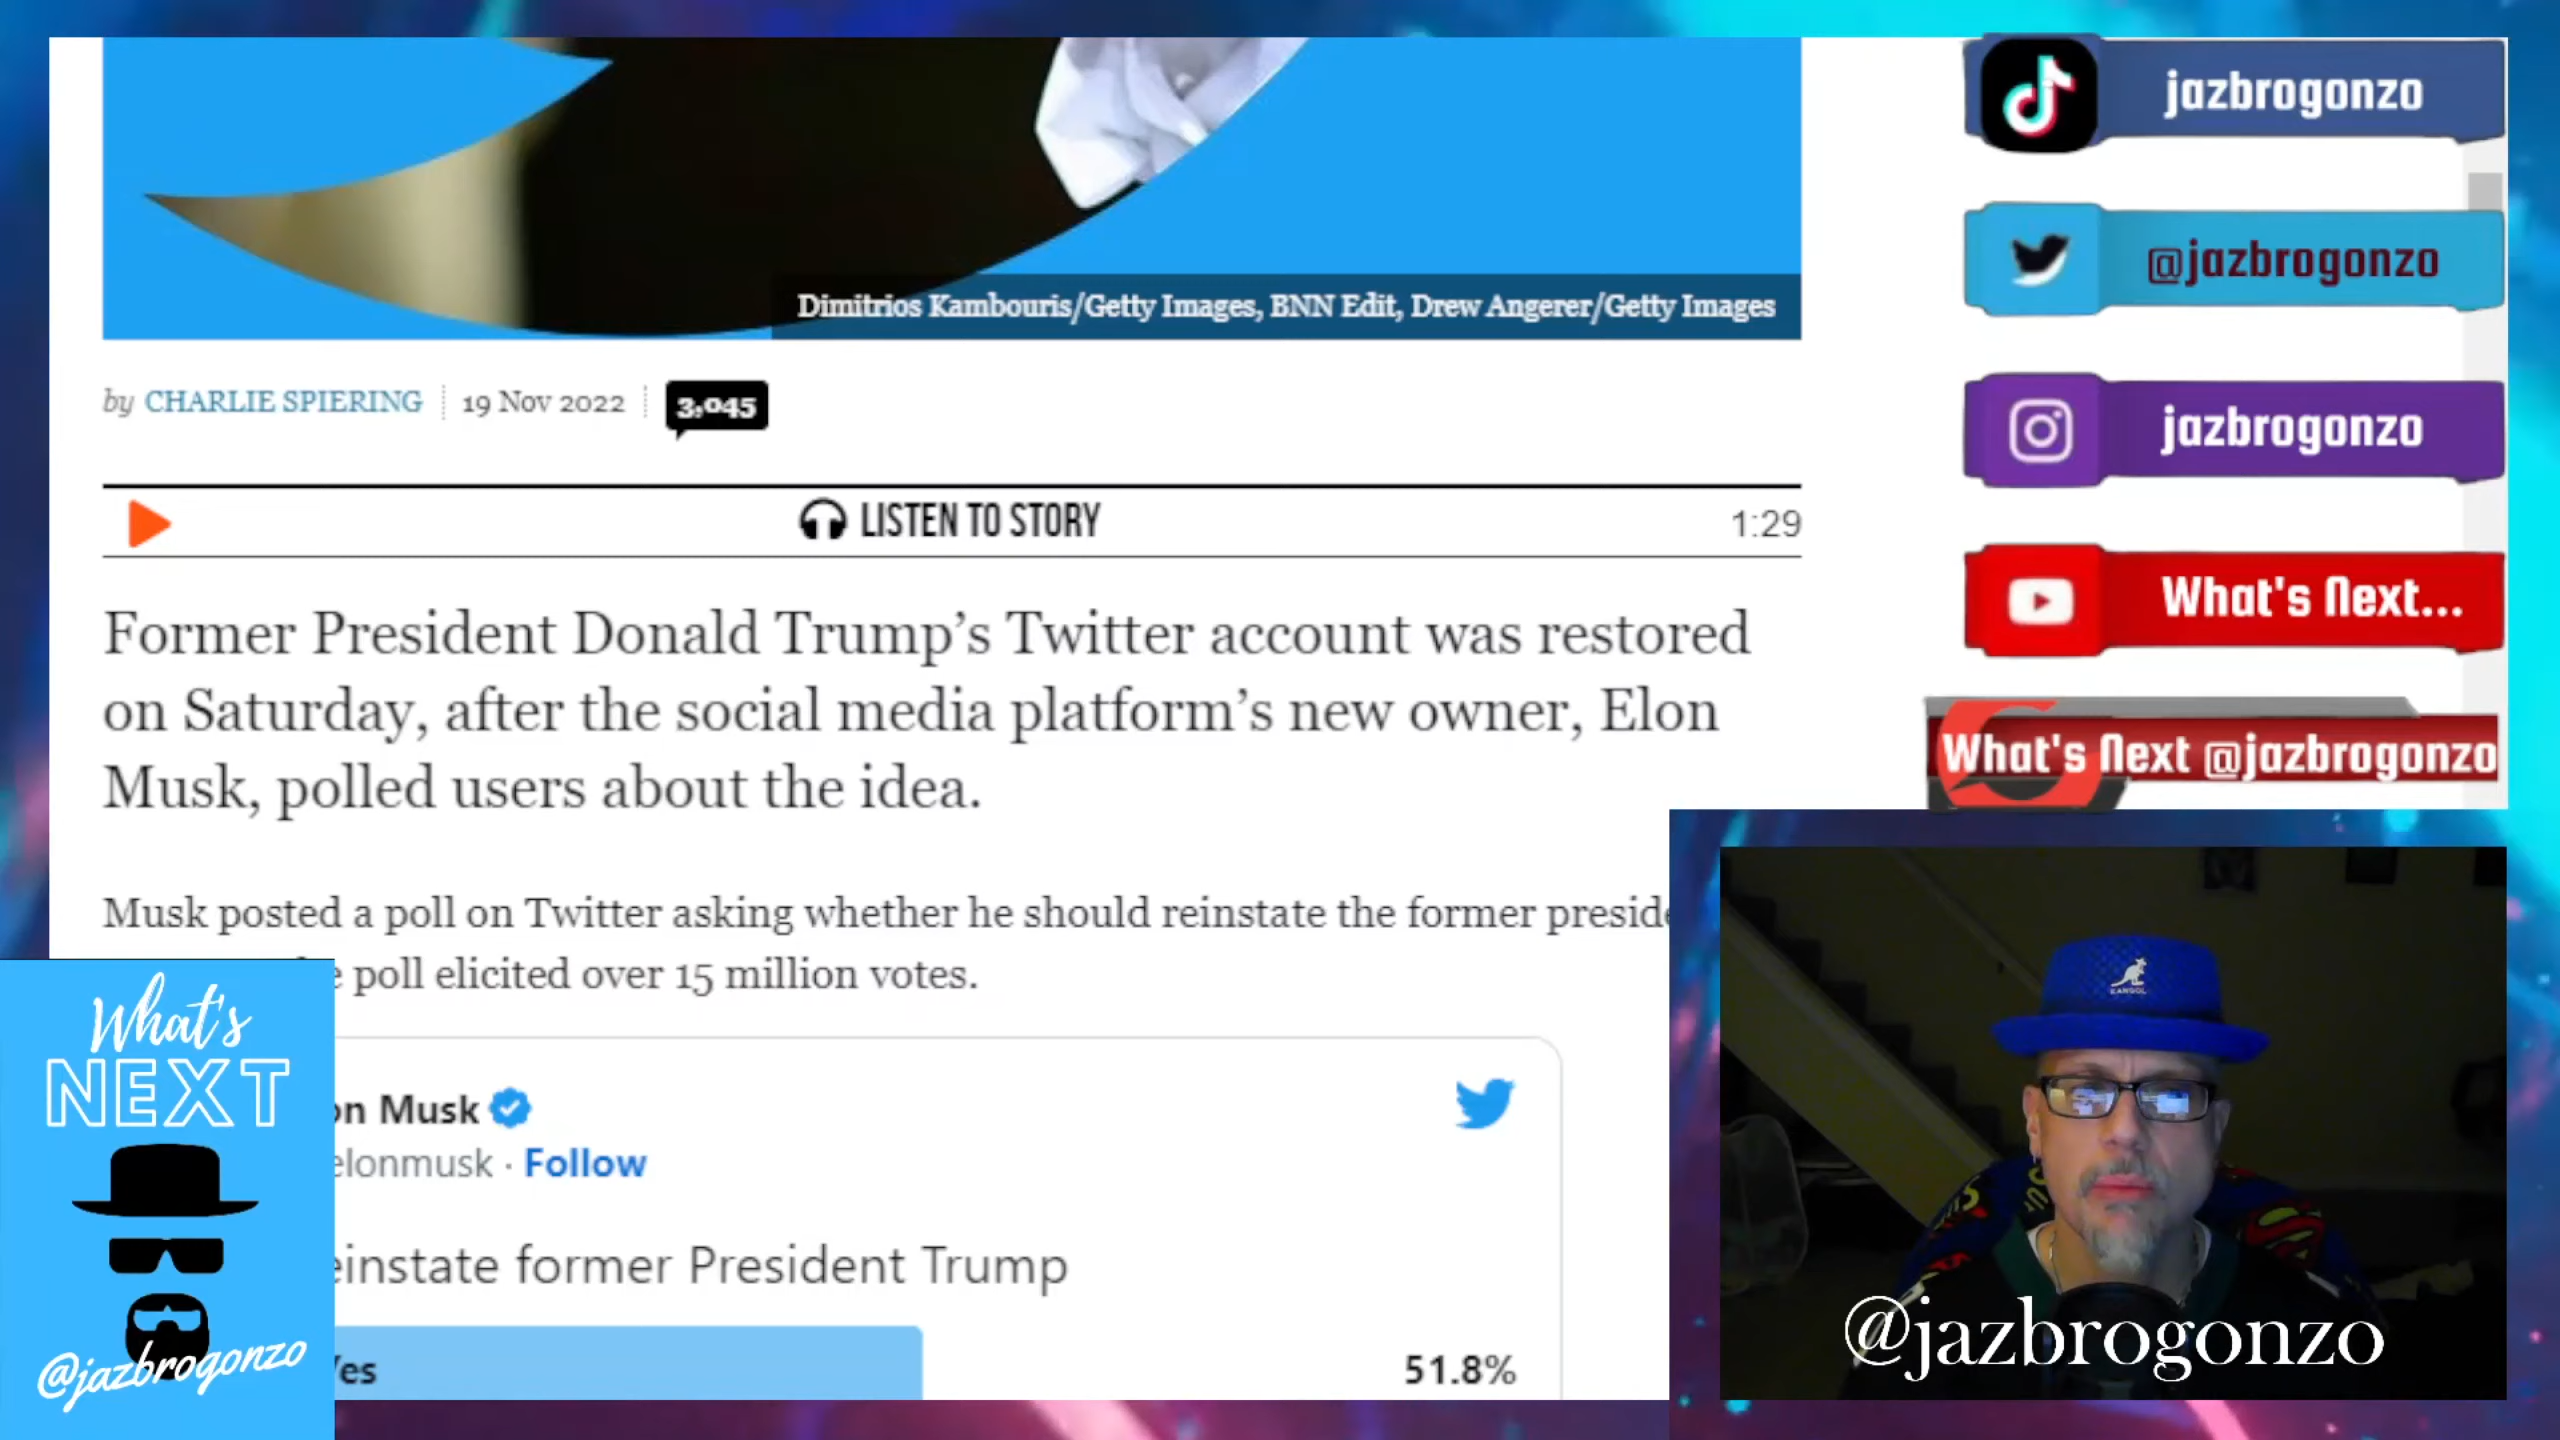 Dimitrios Kambouris/Getty Images, BNN Edit, Drew Angerer/Getty Images
by CHARLIE SPIERING 19 Nov 2022 3,045
LISTEN TO STORY 1:29
Former President Donald Trump’s Twitter account was restored
on Saturday, after the social media platform’s new owner, Elon
Musk, polled users about the idea.
Musk posted a poll on Twitter asking whether he should reinstate the former
poll elicited over 15 million votes.
Musk
elonmusk · Follow
former President Trump
51.8%
jazbrogonzo
@jazbrogonzo
jazbrogonzo
What's Next...
What's Next @jazbrogonzo
What's
NEXT
@jazbrogonzo
KANGOL
@jazbrogonzo